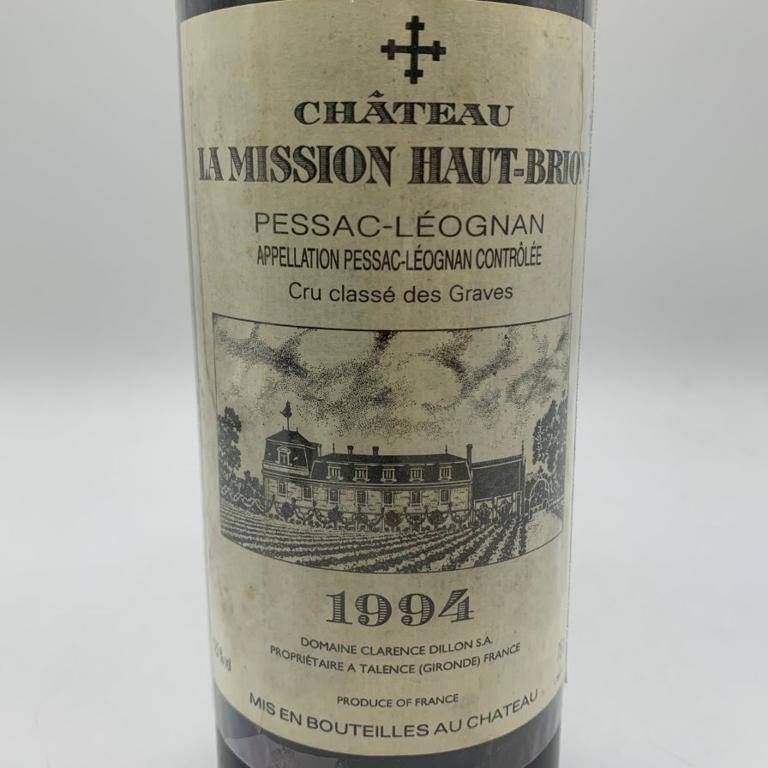 CHÂTEAU
LA MISSION HAUT-BRION
PESSAC-LÉOGNAN
APPELLATION PESSAC-LÉOGNAN CONTRÔLÉE
Cru classé des Graves
1994
DOMAINE CLARENCE DILLON S.A.
PROPRIÉTAIRE A TALENCE (GIRONDE) FRANCE
PRODUCE OF FRANCE
MIS EN BOUTEILLES AU CHATEAU